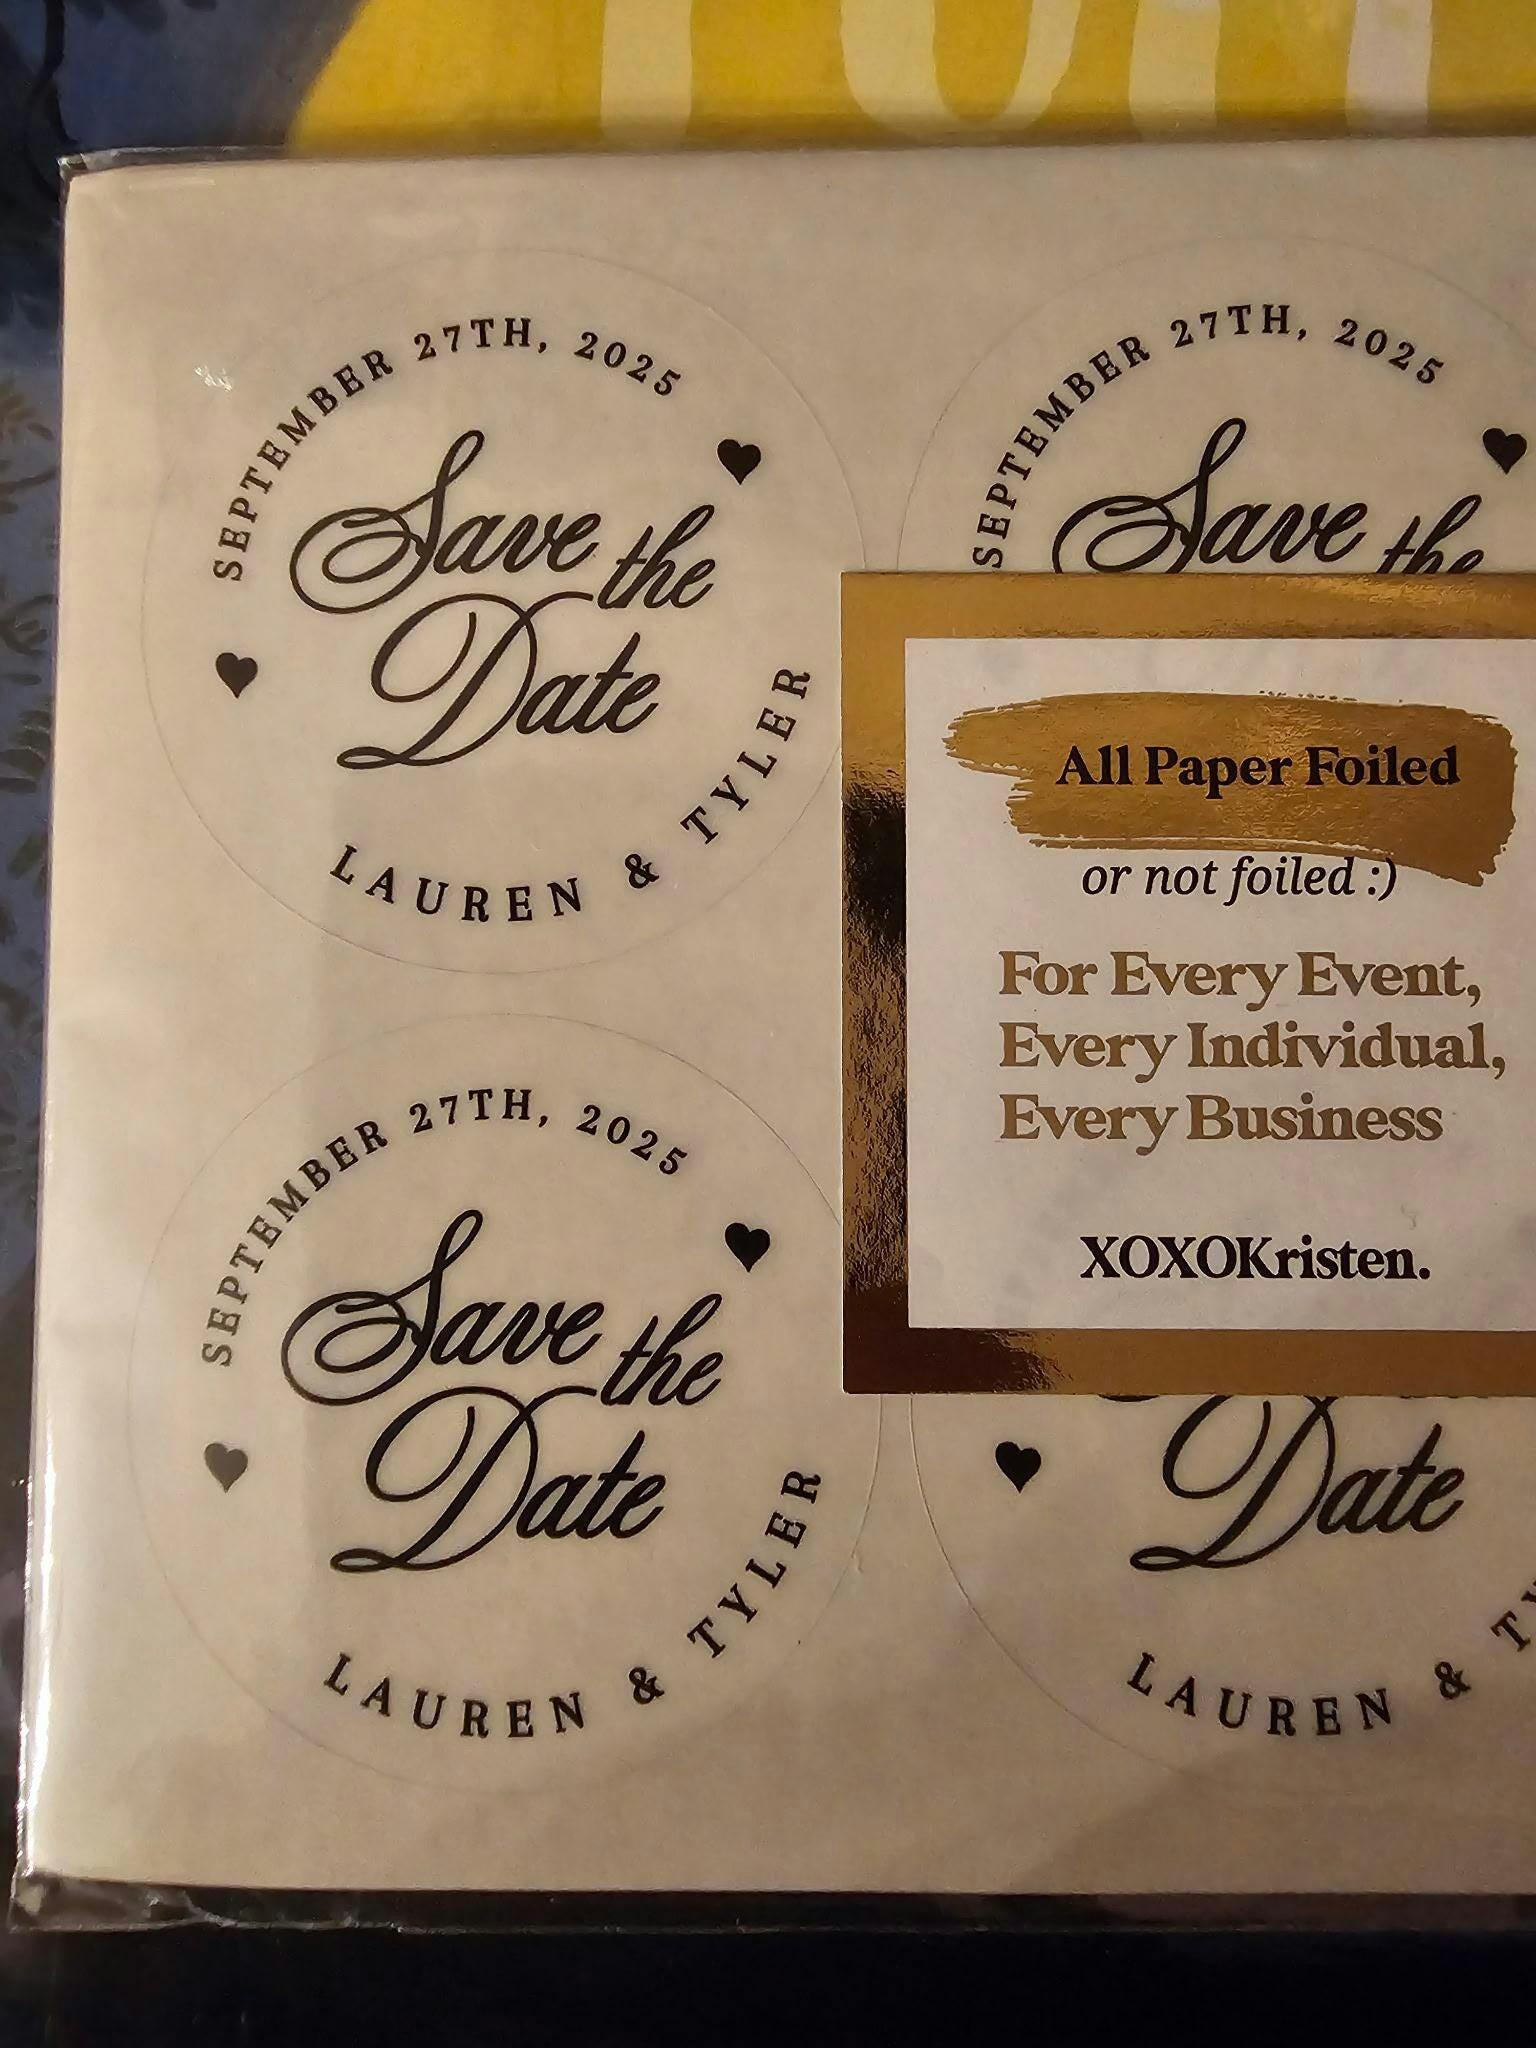 SEPTEMBER 27TH, 2025
Save the
Date
LAUREN & TYLER
SEPTEMBER 27TH, 2025
Save the
All Paper Foiled
or not foiled :)
For Every Event,
Every Individual,
Every Business
XOXOKristen.
SEPTEMBER 27TH, 2025
Save the
Date
LAUREN & TYLER
Date
LAUREN &